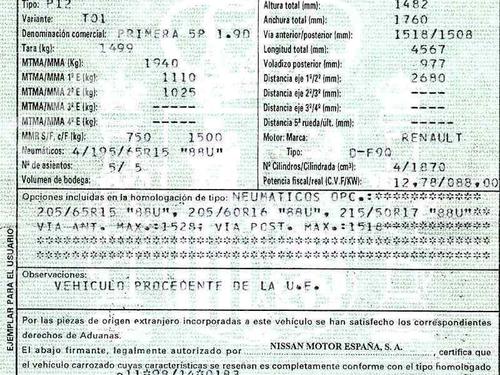 Tipo: P12
Variante: T01
Denominación comercial: PRIMERA 5P 1.9D
Tara (kg): 1499
MTMA/MMA (Kg): 1940
MTMA/MMA 1º E (kg): 1110
MTMA/MMA 2º E (kg): 1025
MTMA/MMA 3º E (kg): -----
MTMA/MMA 4º E (kg): -----
MMR S/F, c/F (kg): 750 1500
Neumáticos: 4/195/65R15 "88U"
Nº de asientos: 5/ 5
Volumen de bodega:
Altura total (mm): 1482
Anchura total (mm): 1760
Vía anterior/posterior (mm): 1518/1508
Longitud total (mm): 4567
Voladizo posterior (mm): 977
Distancia eje 1º/2º (mm): 2680
Distancia eje 2º/3º (mm): -----
Distancia eje 3º/4º (mm): -----
Distancia 5ª rueda/últ. (mm): -----
Motor: Marca: RENAULT
Tipo: D-F9Q
Nº Cilindros/Cilindrada (cm³): 4/1870
Potencia fiscal/real (C.V.F/KW): 12,78/088,00
Opciones incluidas en la homologación de tipo: NEUMATICOS OPC.:**************
205/65R15 "88U", 205/60R16 "88U", 215/50R17 "88U"**
VIA ANT. MAX.:1528; VIA POST. MAX.:1518**************
Observaciones:
VEHICULO PROCEDENTE DE LA U.E.
Por las piezas de origen extranjero incorporadas a este vehículo se han satisfecho los correspondientes
derechos de Aduanas.
El abajo firmante, legalmente autorizado por NISSAN MOTOR ESPAÑA, S. A. , certifica que
el vehículo carrozado cuyas características se reseñan es completamente conforme con el tipo homologado
e11*98/14*0183
EJEMPLAR PARA EL USUARIO